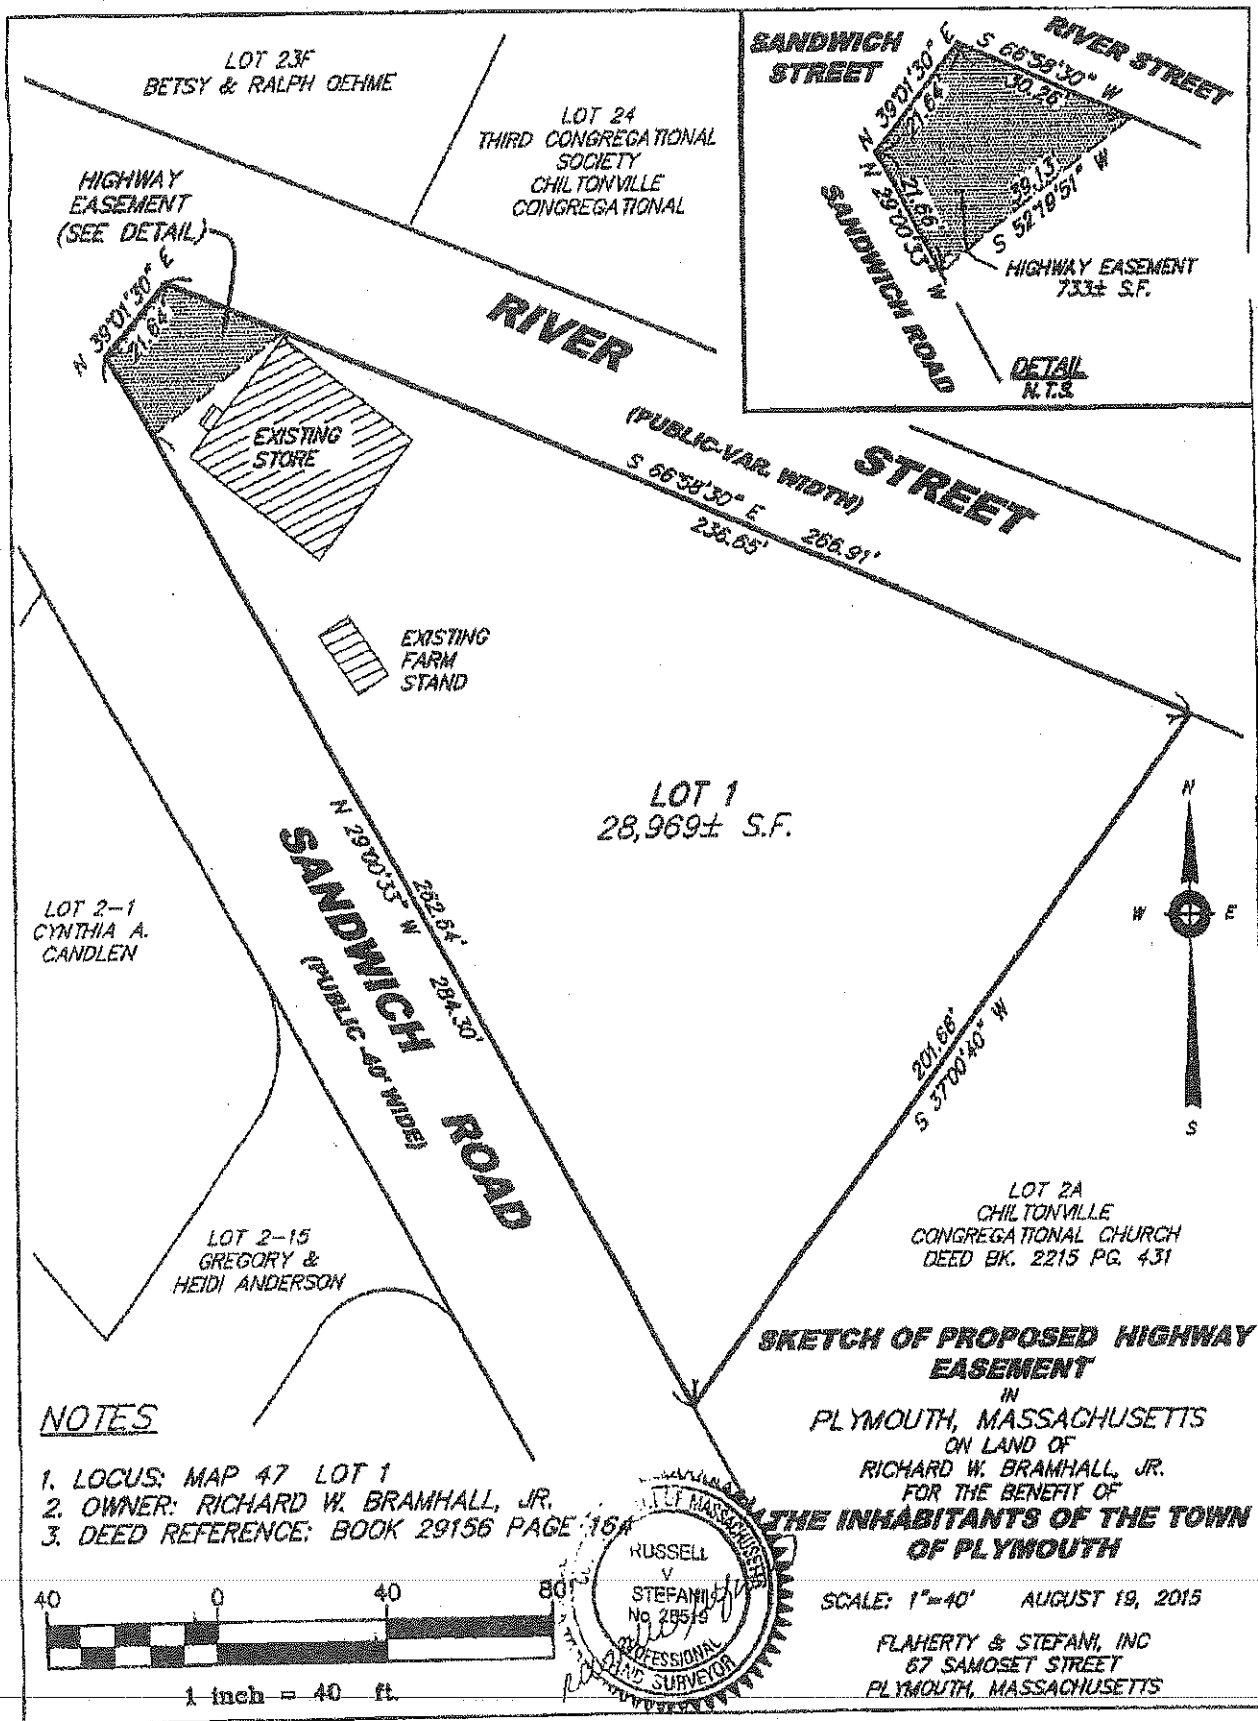 LOT 23F
BETSY & RALPH OEHME
LOT 24
THIRD CONGREGATIONAL
SOCIETY
CHILTONVILLE
CONGREGATIONAL
HIGHWAY
EASEMENT
(SEE DETAIL)
N 39°01'30" E
21.64'
SANDWICH
STREET
RIVER STREET
N 39°01'30" E
21.64'
S 66°58'30" W
30.26'
N 29°00'33" W
21.66'
39.13'
S 52°19'51" W
SANDWICH ROAD
HIGHWAY EASEMENT
733± S.F.
DETAIL
N.T.S.
RIVER
STREET
(PUBLIC-VAR. WIDTH)
S 66°58'30" E 266.91'
236.65'
EXISTING
STORE
EXISTING
FARM
STAND
LOT 1
28,969± S.F.
N 29°00'33" W
262.64'
284.30'
SANDWICH ROAD
(PUBLIC-40' WIDE)
LOT 2-1
CYNTHIA A.
CANDLEN
N
W E
S
201.68'
S 37°00'40" W
LOT 2-15
GREGORY &
HEIDI ANDERSON
LOT 2A
CHILTONVILLE
CONGREGATIONAL CHURCH
DEED BK. 2215 PG. 431
SKETCH OF PROPOSED HIGHWAY
EASEMENT
IN
PLYMOUTH, MASSACHUSETTS
ON LAND OF
RICHARD W. BRAMHALL, JR.
FOR THE BENEFIT OF
THE INHABITANTS OF THE TOWN
OF PLYMOUTH
NOTES
1. LOCUS: MAP 47 LOT 1
2. OWNER: RICHARD W. BRAMHALL, JR.
3. DEED REFERENCE: BOOK 29156 PAGE
MASSACHUSETTS
RUSSELL
V
STEFANI
No
PROFESSIONAL
LAND SURVEYOR
40 0 40 80
1 inch = 40 ft.
SCALE: 1"=40' AUGUST 19, 2015
FLAHERTY & STEFANI, INC
67 SAMOSET STREET
PLYMOUTH, MASSACHUSETTS